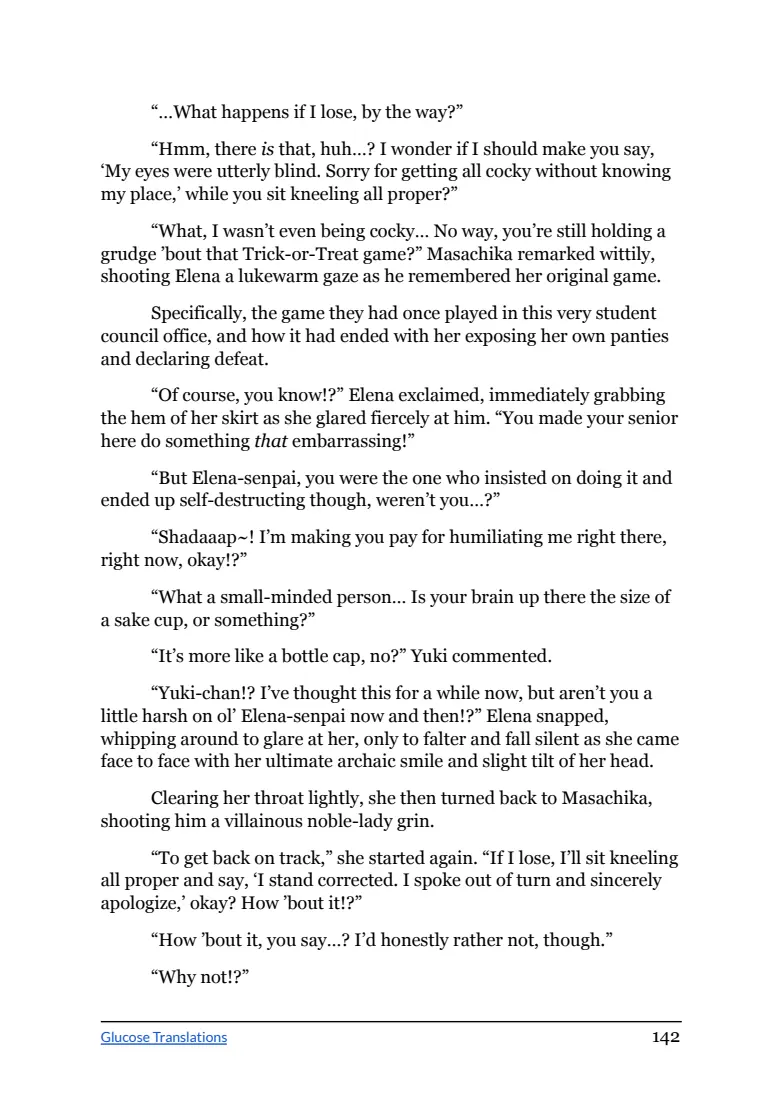 “…What happens if I lose, by the way?”
“Hmm, there is that, huh…? I wonder if I should make you say,
‘My eyes were utterly blind. Sorry for getting all cocky without knowing
my place,’ while you sit kneeling all proper?”
“What, I wasn’t even being cocky… No way, you’re still holding a
grudge ’bout that Trick-or-Treat game?” Masachika remarked wittily,
shooting Elena a lukewarm gaze as he remembered her original game.
Specifically, the game they had once played in this very student
council office, and how it had ended with her exposing her own panties
and declaring defeat.
“Of course, you know!?” Elena exclaimed, immediately grabbing
the hem of her skirt as she glared fiercely at him. “You made your senior
here do something that embarrassing!”
“But Elena-senpai, you were the one who insisted on doing it and
ended up self-destructing though, weren’t you…?”
“Shadaaap~! I’m making you pay for humiliating me right there,
right now, okay!?”
“What a small-minded person… Is your brain up there the size of
a sake cup, or something?”
“It’s more like a bottle cap, no?” Yuki commented.
“Yuki-chan!? I’ve thought this for a while now, but aren’t you a
little harsh on ol’ Elena-senpai now and then!?” Elena snapped,
whipping around to glare at her, only to falter and fall silent as she came
face to face with her ultimate archaic smile and slight tilt of her head.
Clearing her throat lightly, she then turned back to Masachika,
shooting him a villainous noble-lady grin.
“To get back on track,” she started again. “If I lose, I’ll sit kneeling
all proper and say, ‘I stand corrected. I spoke out of turn and sincerely
apologize,’ okay? How ’bout it!?”
“How ’bout it, you say…? I’d honestly rather not, though.”
“Why not!?”
Glucose Translations 142